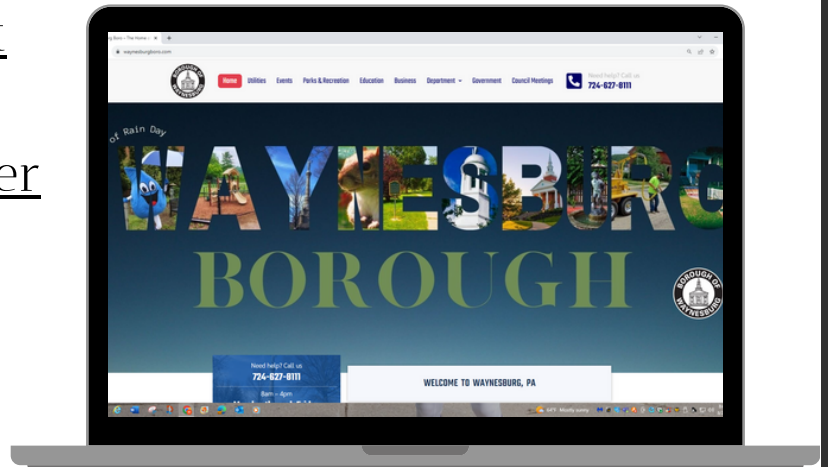 er
waynesburgboro.com
BOROUGH OF WAYNESBURG
Home Utilities Events Parks & Recreation Education Business Department Government Council Meetings
Need help? Call us
724-627-8111
of Rain Day
WAYNESBURG
BOROUGH
BOROUGH OF WAYNESBURG
Need help? Call us
724-627-8111
8am – 4pm
WELCOME TO WAYNESBURG, PA
Mostly sunny